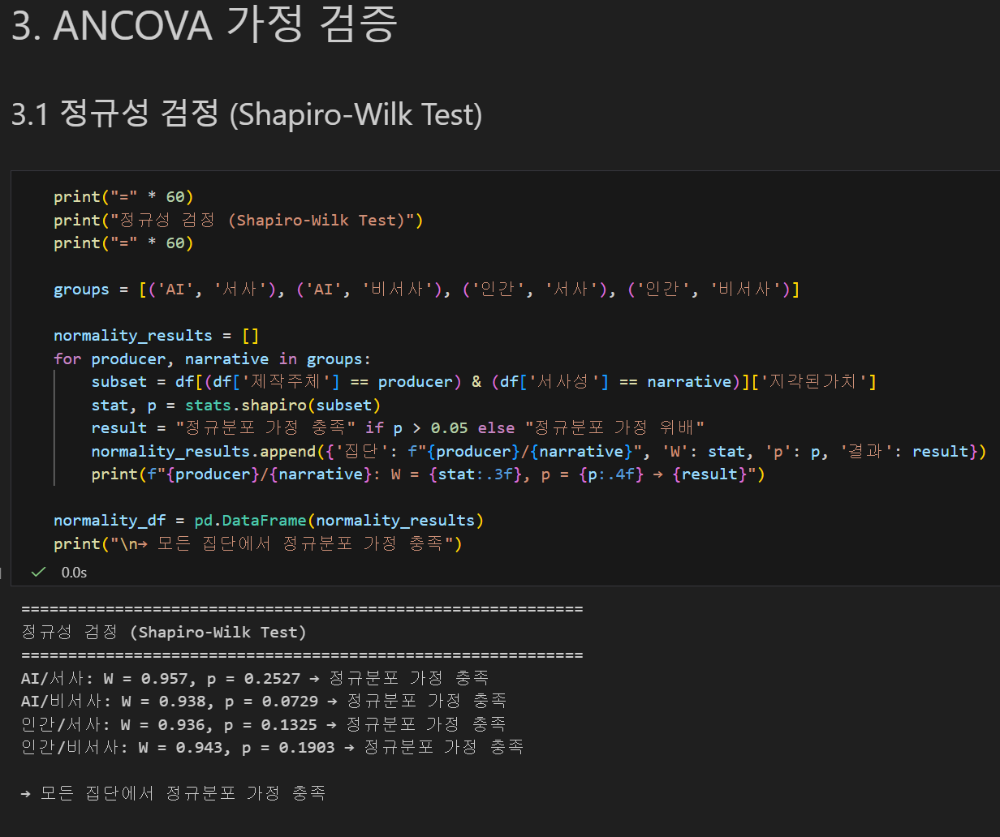 3. ANCOVA 가정 검증
3.1 정규성 검정 (Shapiro-Wilk Test)
print("=" * 60)
print("정규성 검정 (Shapiro-Wilk Test)")
print("=" * 60)
groups = [('AI', '서사'), ('AI', '비서사'), ('인간', '서사'), ('인간', '비서사')]
normality_results = []
for producer, narrative in groups:
    subset = df[(df['제작주체'] == producer) & (df['서사성'] == narrative)]['지각된가치']
    stat, p = stats.shapiro(subset)
    result = "정규분포 가정 충족" if p > 0.05 else "정규분포 가정 위배"
    normality_results.append({'집단': f"{producer}/{narrative}", 'W': stat, 'p': p, '결과': result})
    print(f"{producer}/{narrative}: W = {stat:.3f}, p = {p:.4f} → {result}")
normality_df = pd.DataFrame(normality_results)
print("\n→ 모든 집단에서 정규분포 가정 충족")
✓ 0.0s
============================================================
정규성 검정 (Shapiro-Wilk Test)
============================================================
AI/서사: W = 0.957, p = 0.2527 → 정규분포 가정 충족
AI/비서사: W = 0.938, p = 0.0729 → 정규분포 가정 충족
인간/서사: W = 0.936, p = 0.1325 → 정규분포 가정 충족
인간/비서사: W = 0.943, p = 0.1903 → 정규분포 가정 충족
→ 모든 집단에서 정규분포 가정 충족